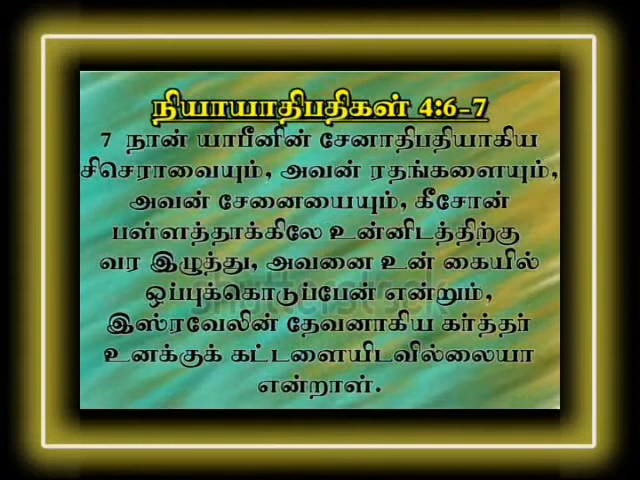 நியாயாதிபதிகள் 4:6-7
7 நான் யாபீனின் சேனாதிபதியாகிய
சிசெராவையும், அவன் ரதங்களையும்,
அவன் சேனையையும், கீசோன்
பள்ளத்தாக்கிலே உன்னிடத்திற்கு
வர இழுத்து, அவனை உன் கையில்
ஒப்புக்கொடுப்பேன் என்றும்,
இஸ்ரவேலின் தேவனாகிய கர்த்தர்
உனக்குக் கட்டளையிடவில்லையா
என்றாள்.
shutterstock